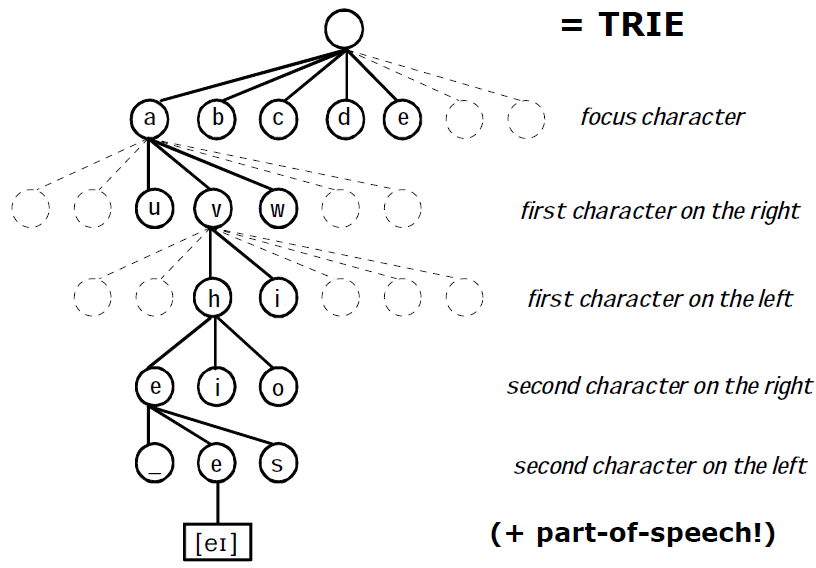 = TRIE
a b c d e
focus character
u v w
first character on the right
h i
first character on the left
e i o
second character on the right
_ e s
second character on the left
[eɪ]
(+ part-of-speech!)